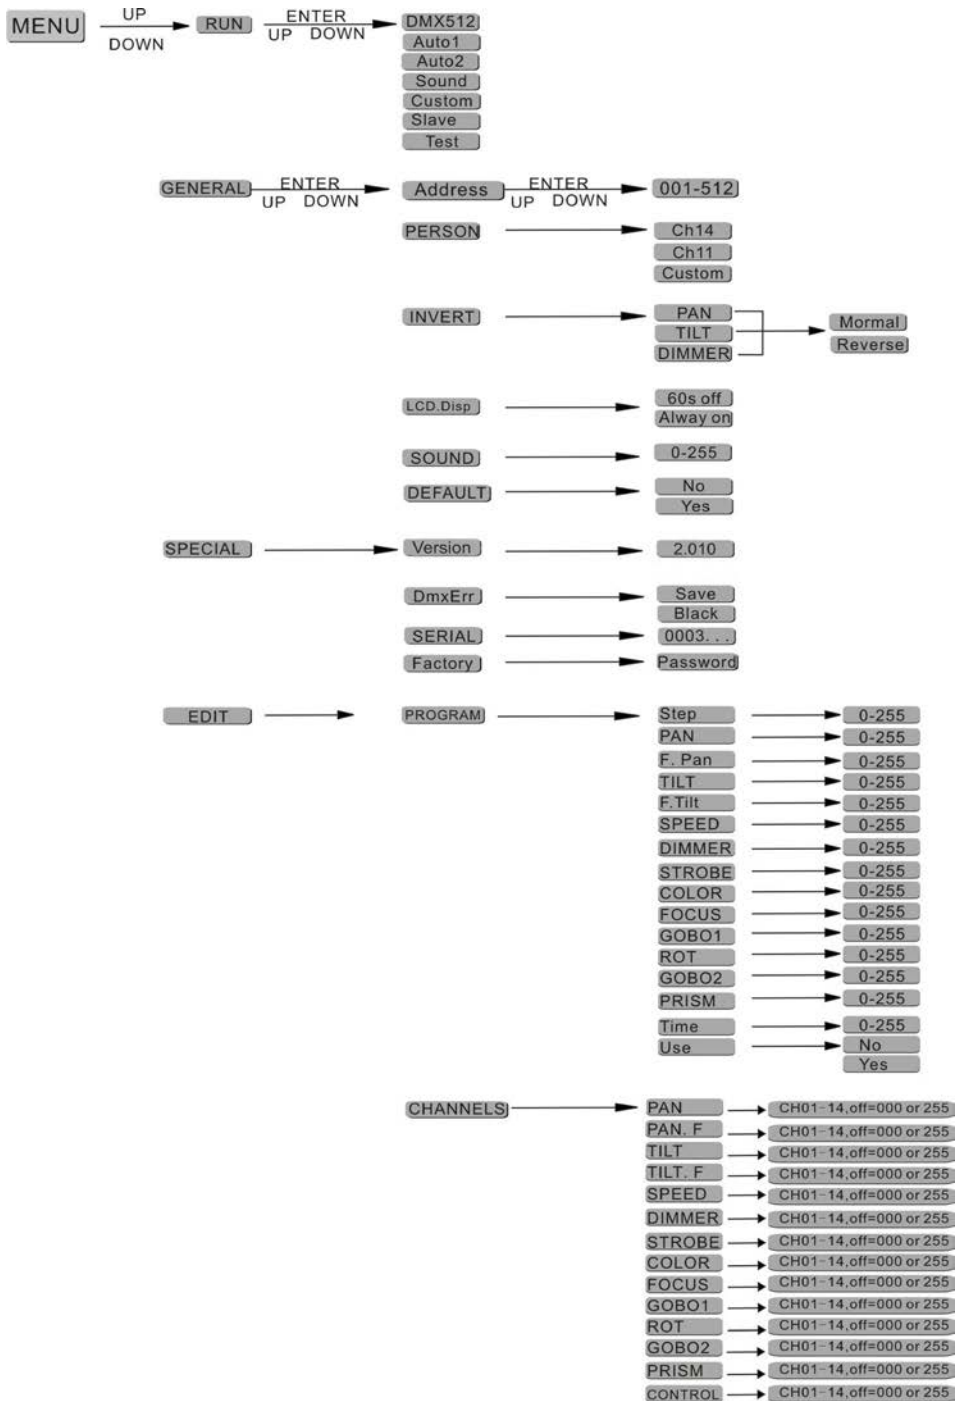 MENU UP DOWN RUN ENTER UP DOWN DMX512
Auto1
Auto2
Sound
Custom
Slave
Test
GENERAL ENTER UP DOWN Address ENTER UP DOWN 001-512
PERSON Ch14
Ch11
Custom
INVERT PAN
TILT
DIMMER
Mormal
Reverse
LCD.Disp 60s off
Alway on
SOUND 0-255
DEFAULT No
Yes
SPECIAL Version 2.010
DmxErr Save
Black
SERIAL 0003. . .
Factory Password
EDIT PROGRAM Step 0-255
PAN 0-255
F. Pan 0-255
TILT 0-255
F.Tilt 0-255
SPEED 0-255
DIMMER 0-255
STROBE 0-255
COLOR 0-255
FOCUS 0-255
GOBO1 0-255
ROT 0-255
GOBO2 0-255
PRISM 0-255
Time 0-255
Use No
Yes
CHANNELS PAN CH01-14,off=000 or 255
PAN. F CH01-14,off=000 or 255
TILT CH01-14,off=000 or 255
TILT. F CH01-14,off=000 or 255
SPEED CH01-14,off=000 or 255
DIMMER CH01-14,off=000 or 255
STROBE CH01-14,off=000 or 255
COLOR CH01-14,off=000 or 255
FOCUS CH01-14,off=000 or 255
GOBO1 CH01-14,off=000 or 255
ROT CH01-14,off=000 or 255
GOBO2 CH01-14,off=000 or 255
PRISM CH01-14,off=000 or 255
CONTROL CH01-14,off=000 or 255